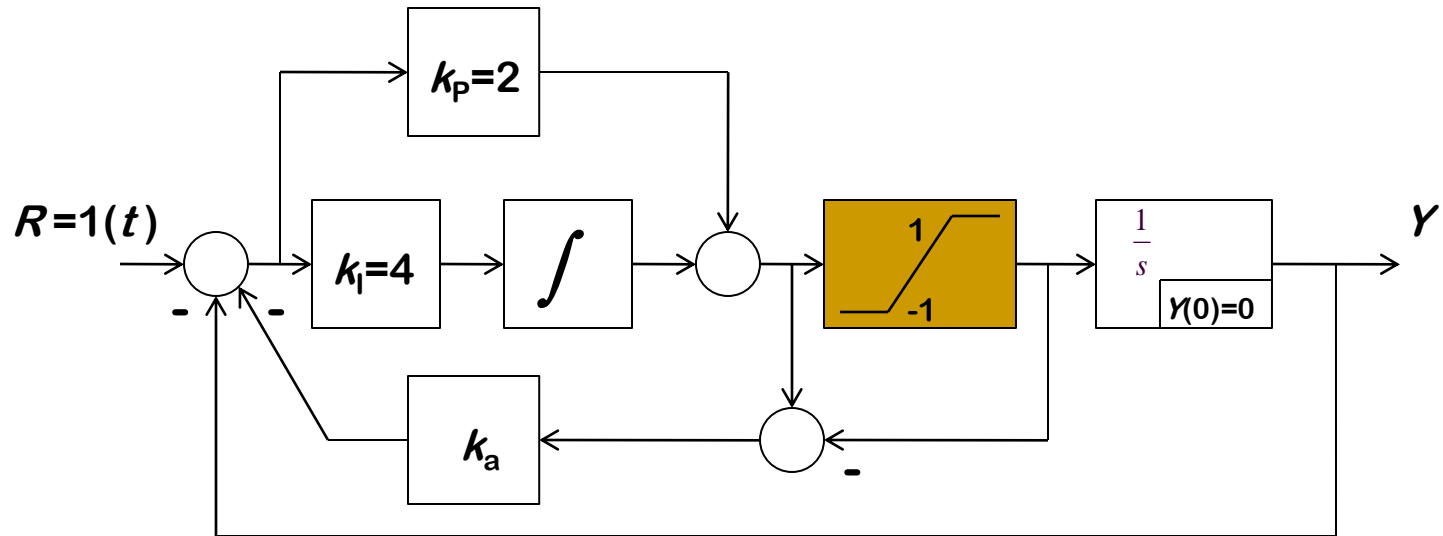 kP=2
R=1(t)
-
-
kI=4
∫
1
-1
1
s
Y(0)=0
Y
ka
-